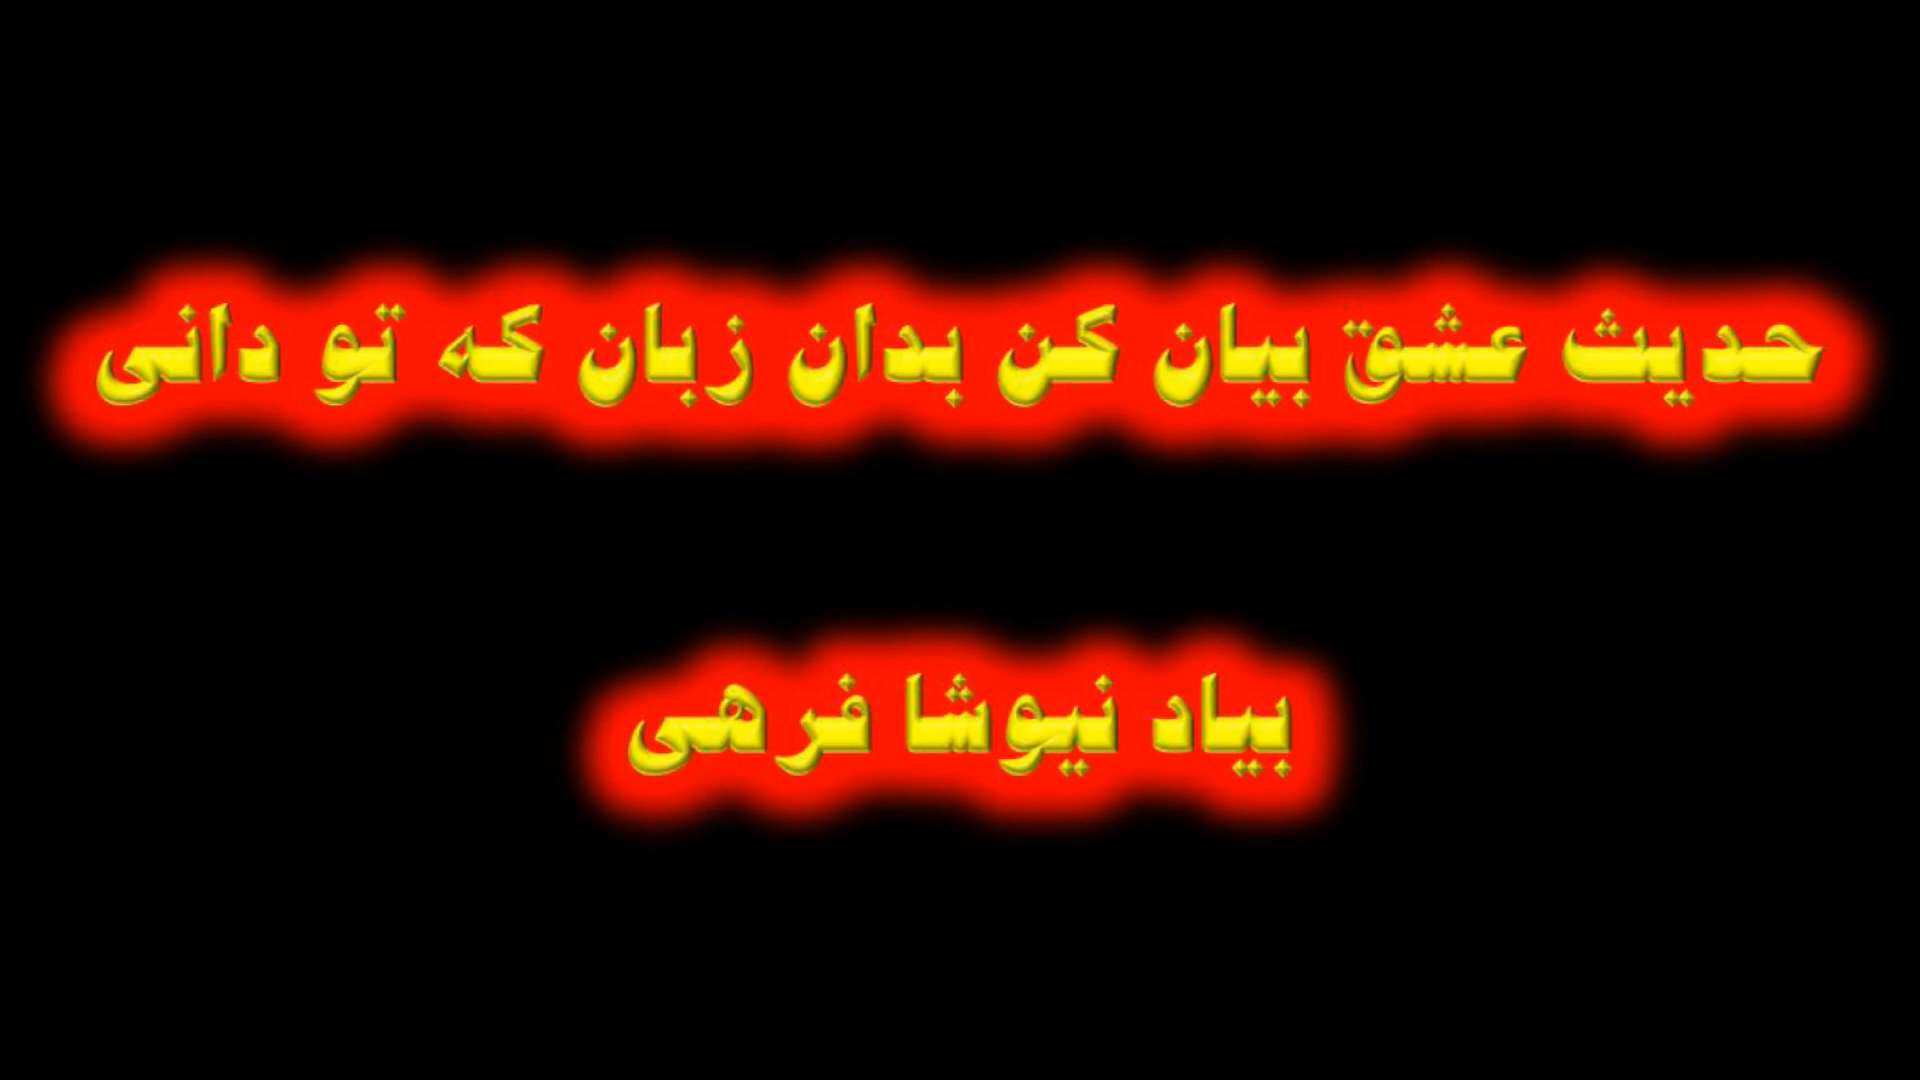 حدیث عشق بیان کن بدان زبان که تو دانی
بیاد نیوشا فرهی